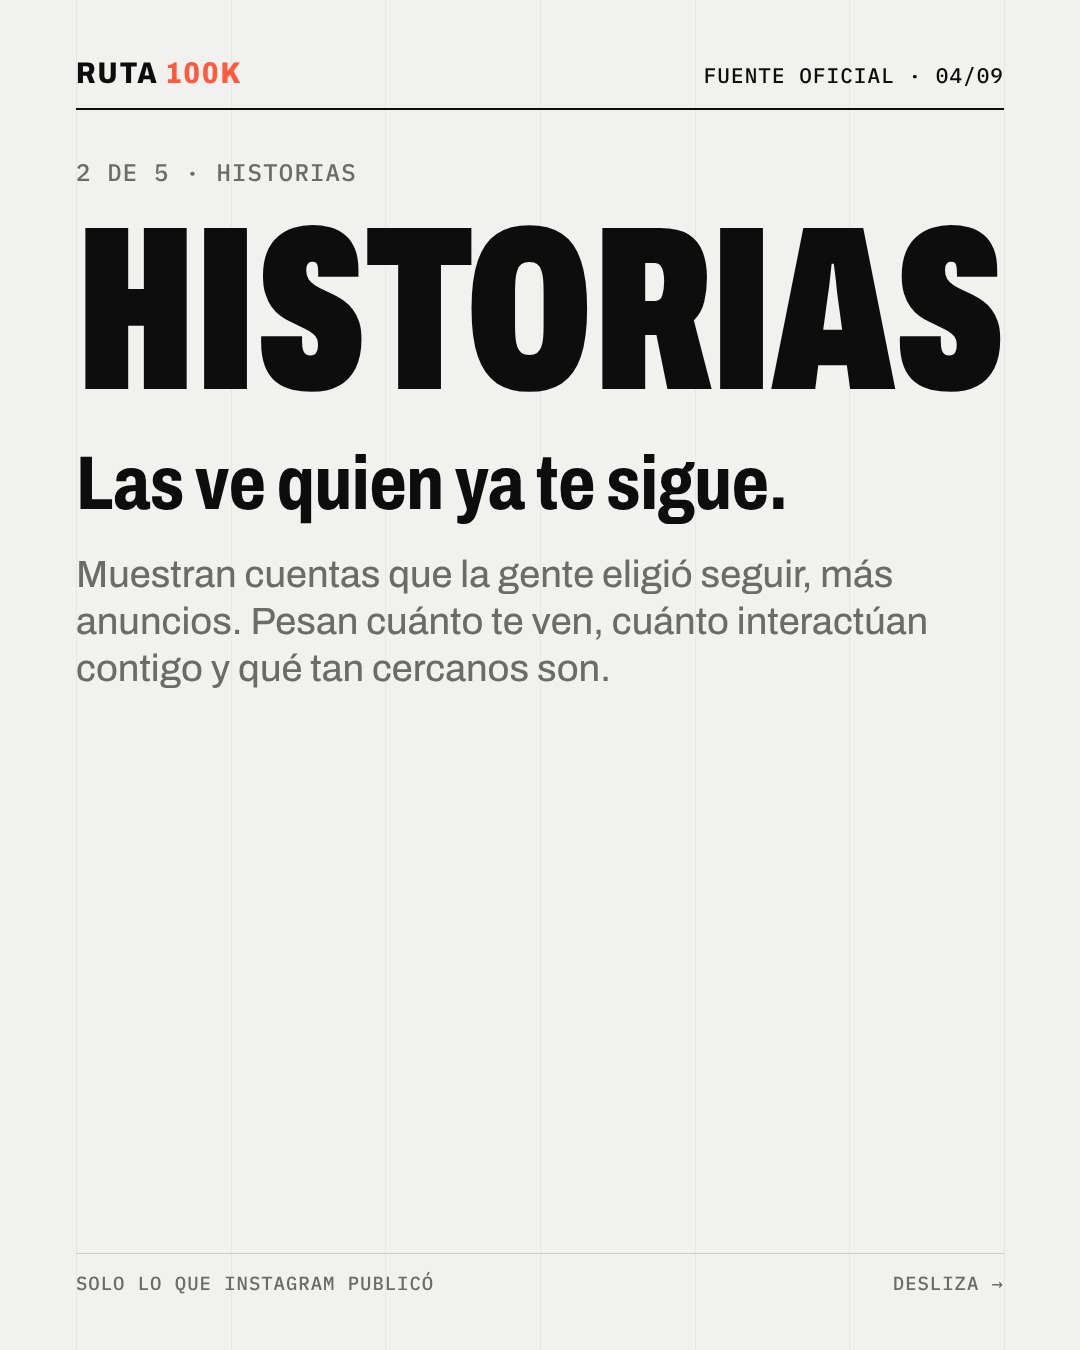 RUTA 100K
FUENTE OFICIAL · 04/09
2 DE 5 · HISTORIAS
HISTORIAS
Las ve quien ya te sigue.
Muestran cuentas que la gente eligió seguir, más
anuncios. Pesan cuánto te ven, cuánto interactúan
contigo y qué tan cercanos son.
SOLO LO QUE INSTAGRAM PUBLICÓ
DESLIZA →